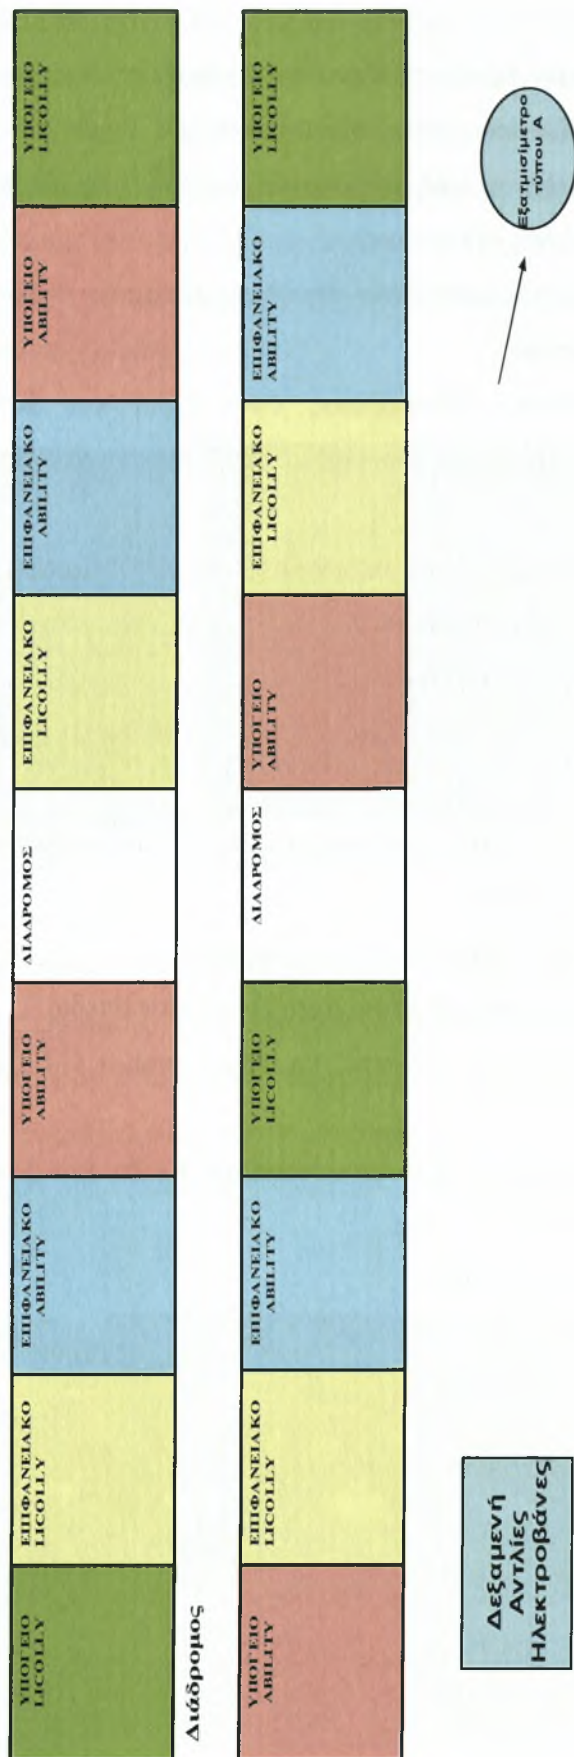 ΥΠΟΓΕΙΟ
LICOLLY
ΕΠΙΦΑΝΕΙΑΚΟ
LICOLLY
ΕΠΙΦΑΝΕΙΑΚΟ
ABILITY
ΥΠΟΓΕΙΟ
ABILITY
ΔΙΑΔΡΟΜΟΣ
ΕΠΙΦΑΝΕΙΑΚΟ
LICOLLY
ΕΠΙΦΑΝΕΙΑΚΟ
ABILITY
ΥΠΟΓΕΙΟ
ABILITY
ΥΠΟΓΕΙΟ
LICOLLY
Διάδρομος
ΥΠΟΓΕΙΟ
ABILITY
ΕΠΙΦΑΝΕΙΑΚΟ
LICOLLY
ΕΠΙΦΑΝΕΙΑΚΟ
ABILITY
ΥΠΟΓΕΙΟ
LICOLLY
ΔΙΑΔΡΟΜΟΣ
ΥΠΟΓΕΙΟ
ABILITY
ΕΠΙΦΑΝΕΙΑΚΟ
LICOLLY
ΕΠΙΦΑΝΕΙΑΚΟ
ABILITY
ΥΠΟΓΕΙΟ
LICOLLY
Δεξαμενή
Αντλίες
Ηλεκτροβάνες
Εξατμισίμετρο
τύπου Α